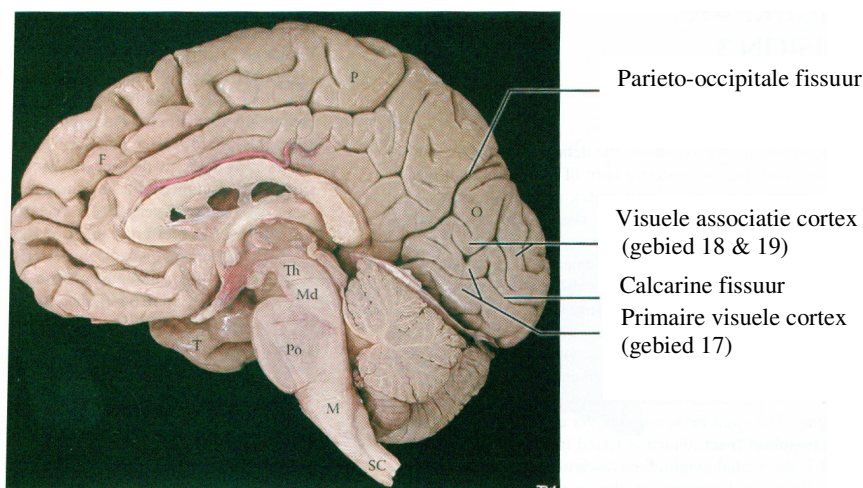 P
Parieto-occipitale fissuur
F
O
Visuele associatie cortex
(gebied 18 & 19)
Th
Calcarine fissuur
Md
Primaire visuele cortex
(gebied 17)
T
Po
M
SC